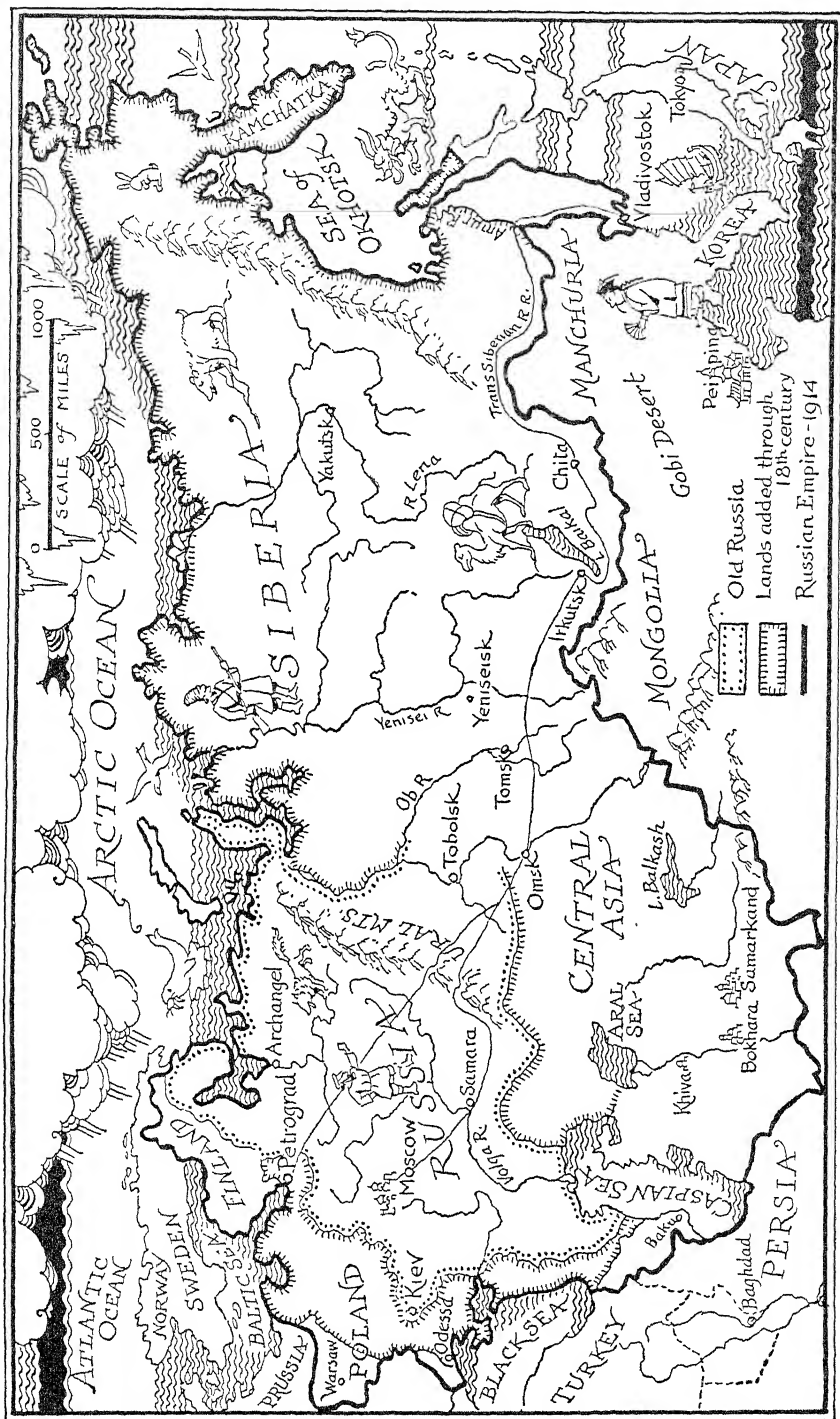 ATLANTIC
OCEAN
NORWAY
SWEDEN
BALTIC SEA
FINLAND
PRUSSIA
Warsaw
POLAND
Petrograd
Archangel
Moscow
RUSSIA
Kiev
Odessa
Samara
Volga R.
BLACK SEA
TURKEY
Baku
CASPIAN SEA
Baghdad
PERSIA
URAL MTS.
ARCTIC OCEAN
0 500 1000
SCALE of MILES
SIBERIA
Ob R
Tobolsk
Tomsk
Omsk
Yenisei R
Yeniseisk
CENTRAL
ASIA
ARAL
SEA
Khiva
Bokhara
Samarkand
L. Balkash
Yakutsk
R Lena
Irkutsk
L Baikal
Chita
Trans Siberian R R
MONGOLIA
Gobi Desert
MANCHURIA
Peiping
KAMCHATKA
SEA of
OKHOTSK
Amur R
Vladivostok
KOREA
Tokyo
JAPAN
Old Russia
Lands added through
18th century
Russian Empire - 1914